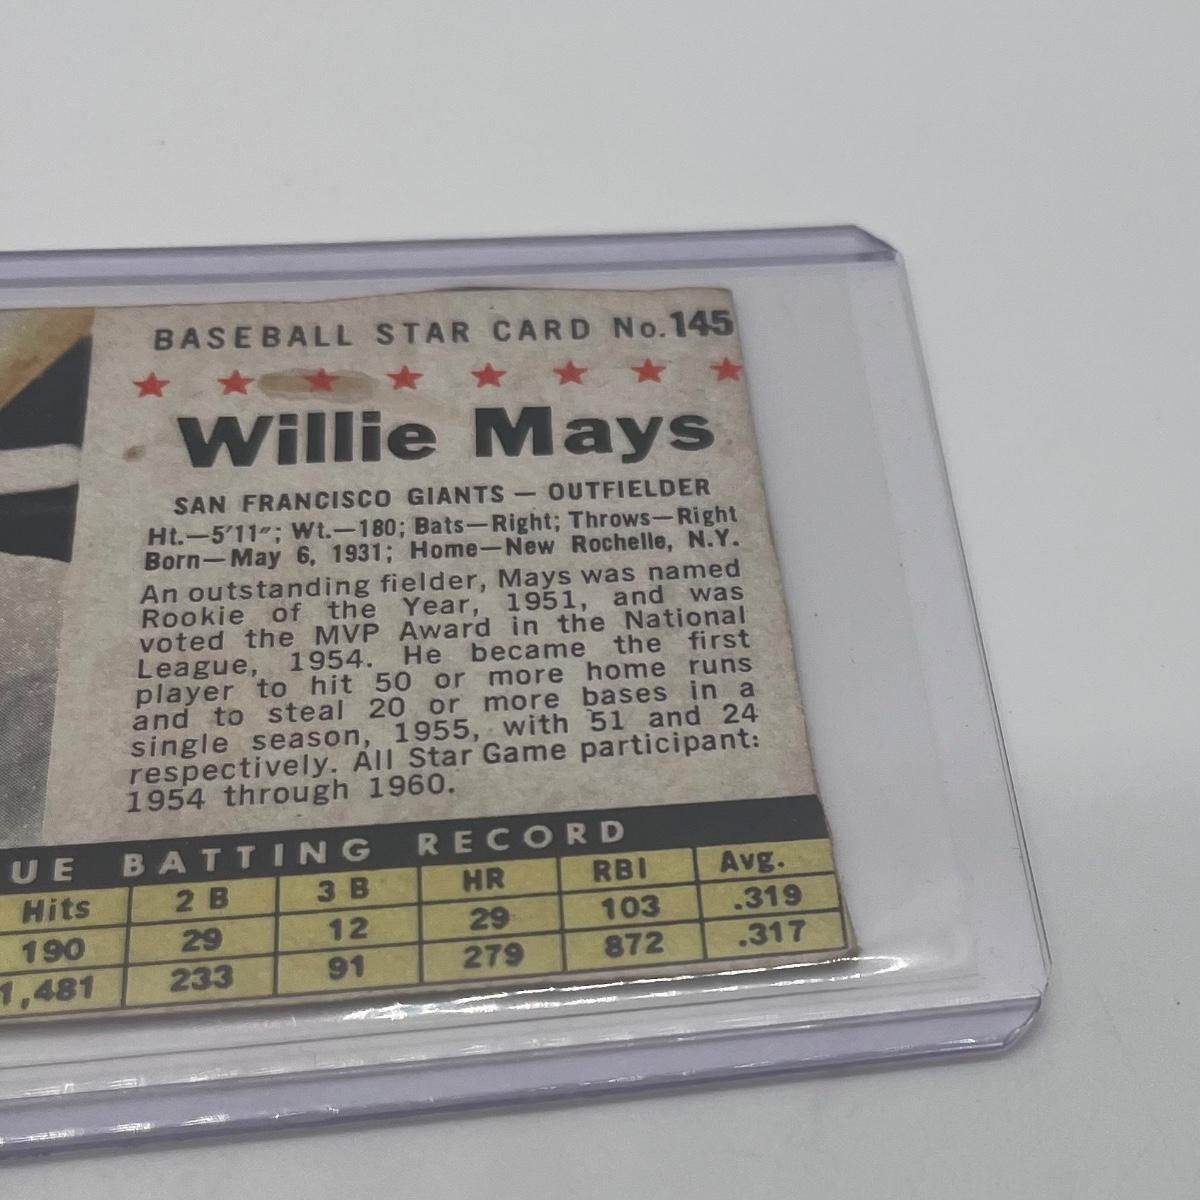 BASEBALL STAR CARD No. 145
Willie Mays
SAN FRANCISCO GIANTS — OUTFIELDER
Ht.—5'11"; Wt.—180; Bats—Right; Throws—Right
Born—May 6, 1931; Home—New Rochelle, N.Y.
An outstanding fielder, Mays was named
Rookie of the Year, 1951, and was
voted the MVP Award in the National
League, 1954. He became the first
player to hit 50 or more home runs
and to steal 20 or more bases in a
single season, 1955, with 51 and 24
respectively. All Star Game participant:
1954 through 1960.
UE BATTING RECORD
Hits 2 B 3 B HR RBI Avg.
190 29 12 29 103 .319
1,481 233 91 279 872 .317